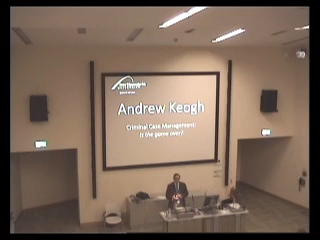 Andrew Keogh
Criminal Case Management:
Is the game over?